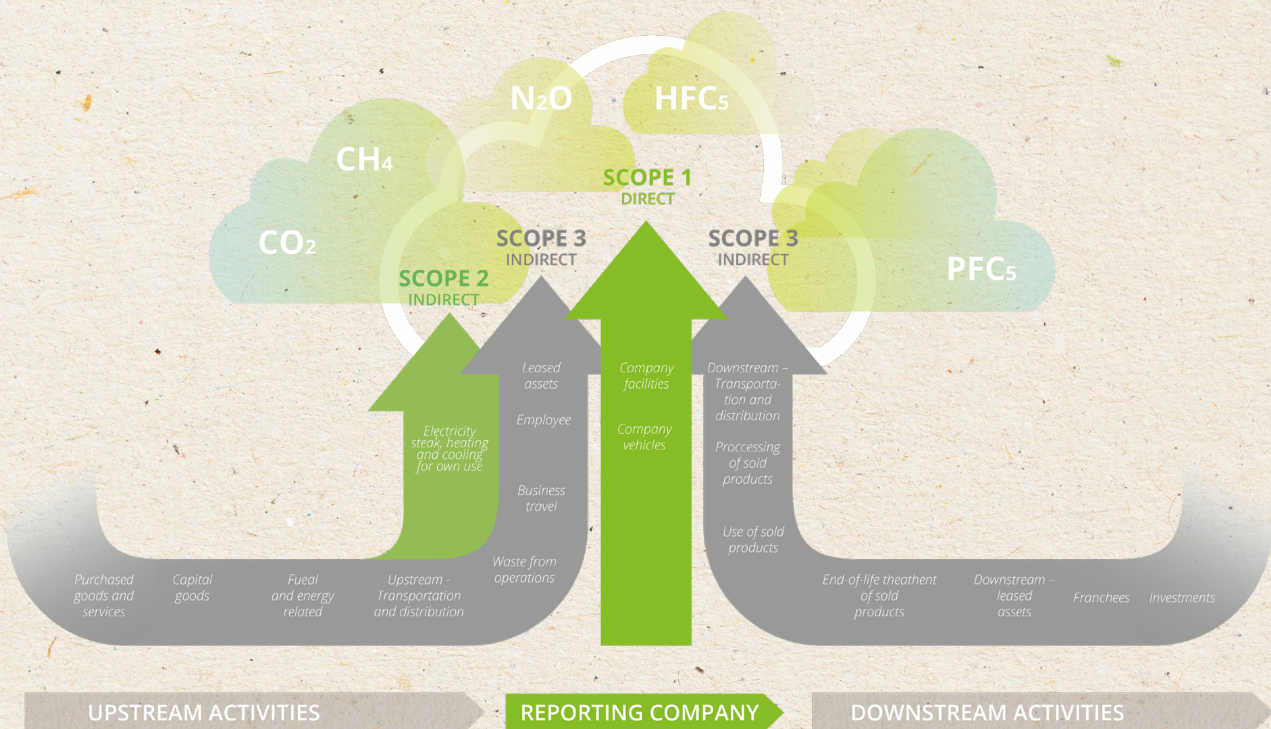 N2O
HFC5
CH4
CO2
PFC5
SCOPE 1
DIRECT
SCOPE 3
INDIRECT
SCOPE 3
INDIRECT
SCOPE 2
INDIRECT
Electricity
steak, heating
and cooling
for own use
Leased
assets
Employee
Business
travel
Waste from
operations
Company
facilities
Company
vehicles
Downstream –
Transporta-
tion and
distribution
Proccessing
of sold
products
Use of sold
products
Purchased
goods and
services
Capital
goods
Fueal
and energy
related
Upstream -
Transportation
and distribution
End-of-life theathent
of sold
products
Downstream –
leased
assets
Franchees
Investments
UPSTREAM ACTIVITIES
REPORTING COMPANY
DOWNSTREAM ACTIVITIES